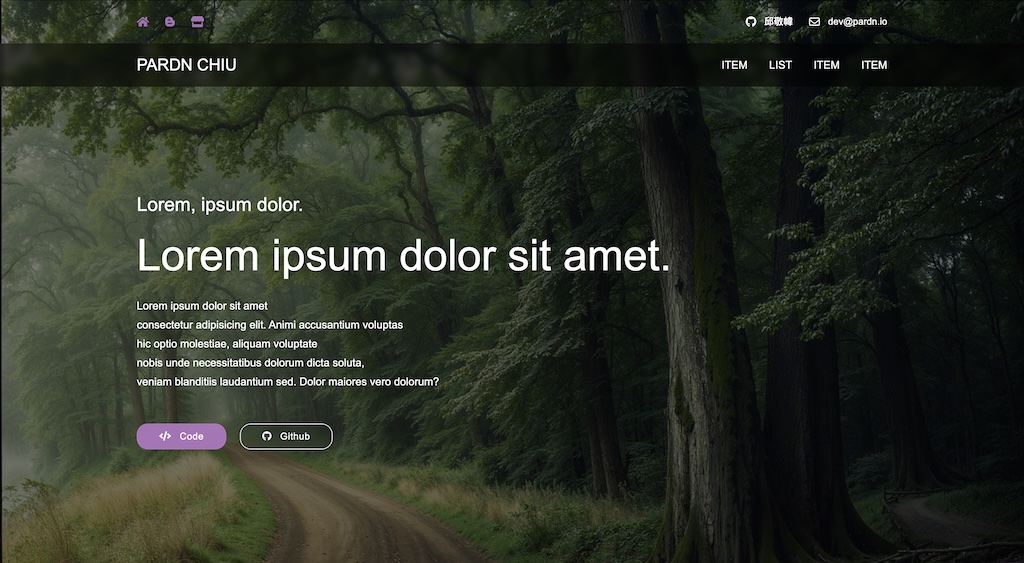 邱敬幃 dev@pardn.io
PARDN CHIU ITEM LIST ITEM ITEM
Lorem, ipsum dolor.
Lorem ipsum dolor sit amet.
Lorem ipsum dolor sit amet
consectetur adipisicing elit. Animi accusantium voluptas
hic optio molestiae, aliquam voluptate
nobis unde necessitatibus dolorum dicta soluta,
veniam blanditiis laudantium sed. Dolor maiores vero dolorum?
Code Github